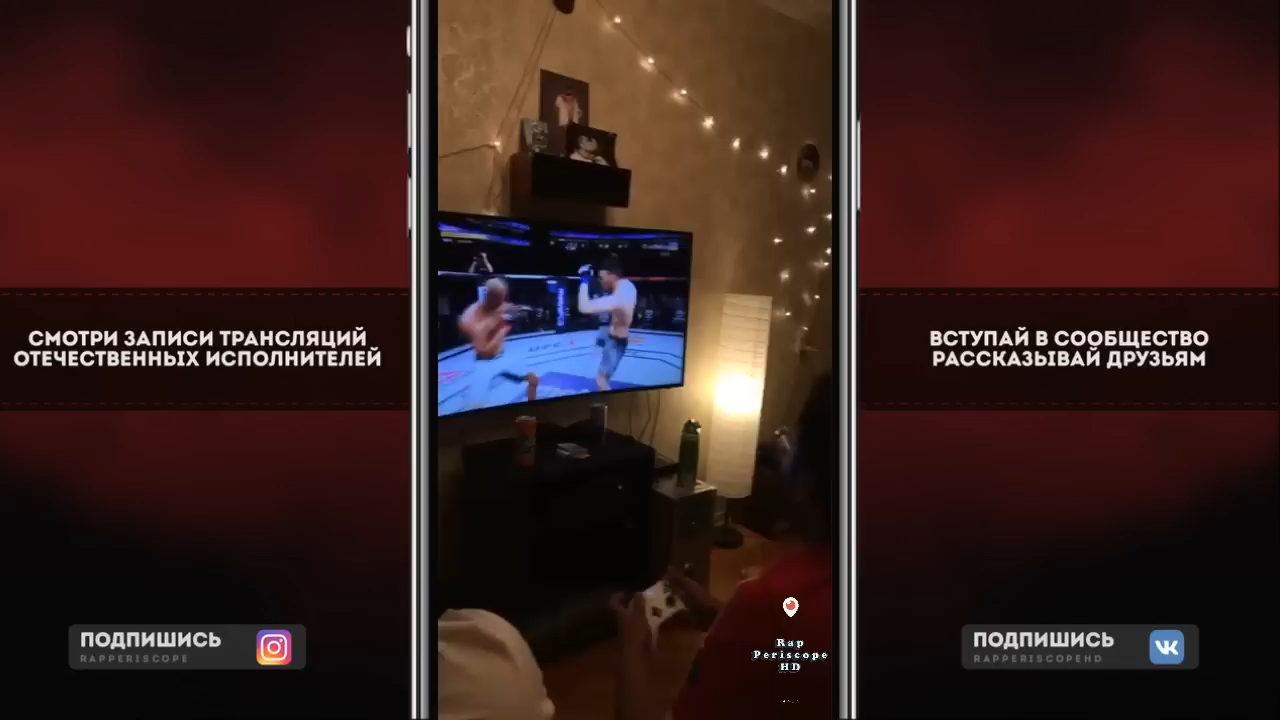 СМОТРИ ЗАПИСИ ТРАНСЛЯЦИЙ
ОТЕЧЕСТВЕННЫХ ИСПОЛНИТЕЛЕЙ
ВСТУПАЙ В СООБЩЕСТВО
РАССКАЗЫВАЙ ДРУЗЬЯМ
Rap
Periscope
HD
ПОДПИШИСЬ
RAPPERISCOPE
ПОДПИШИСЬ
RAPPERISCOPEHD